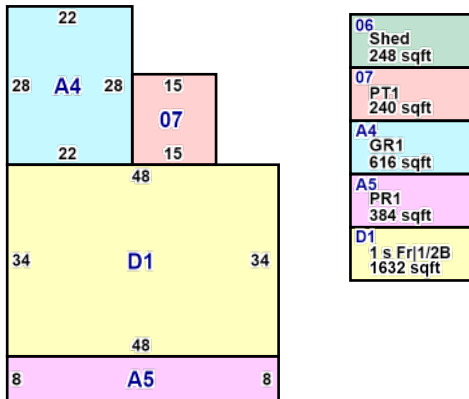 22
28 A4 28
22
15
07
15
48
34 D1 34
48
8 A5 8
06
Shed
248 sqft
07
PT1
240 sqft
A4
GR1
616 sqft
A5
PR1
384 sqft
D1
1 s Fr|1/2B
1632 sqft